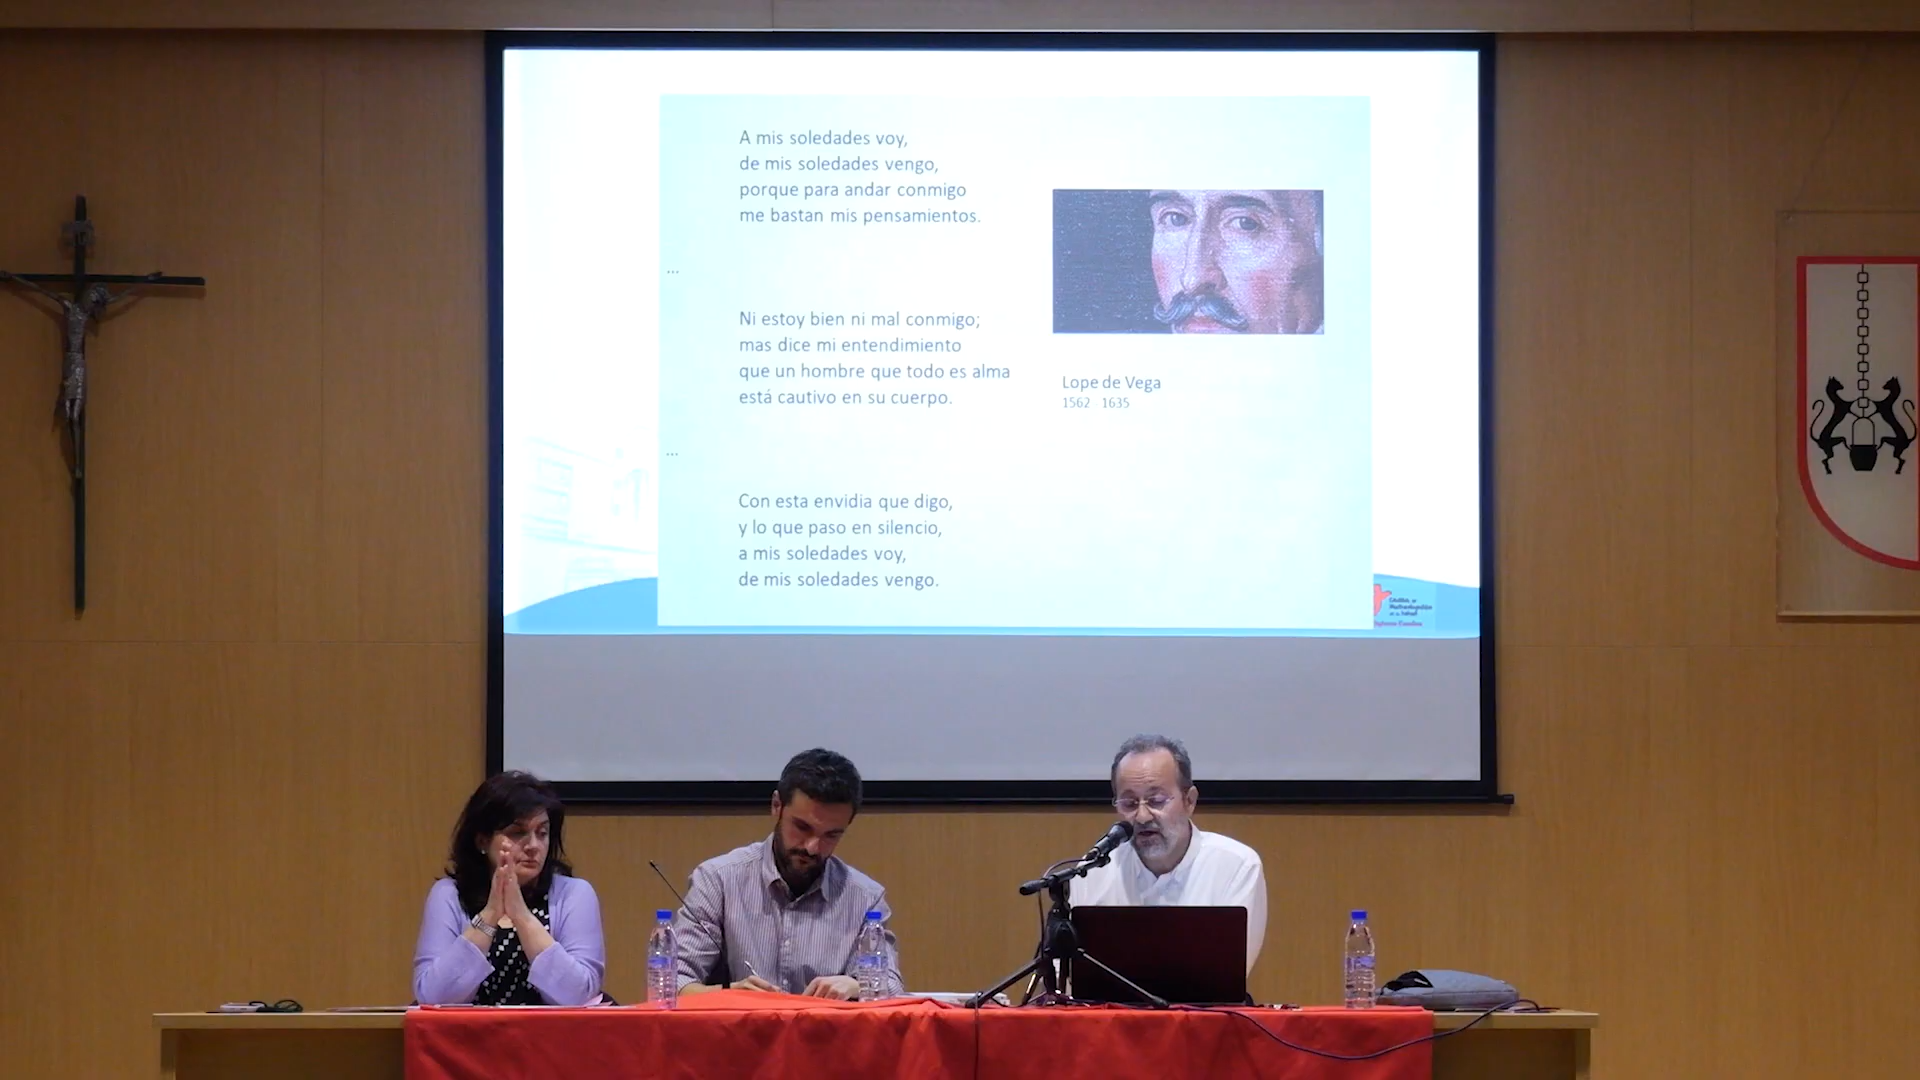 A mis soledades voy,
de mis soledades vengo,
porque para andar conmigo
me bastan mis pensamientos.
...
Ni estoy bien ni mal conmigo;
mas dice mi entendimiento
que un hombre que todo es alma
está cautivo en su cuerpo.
...
Con esta envidia que digo,
y lo que paso en silencio,
a mis soledades voy,
de mis soledades vengo.
Lope de Vega
1562 1635